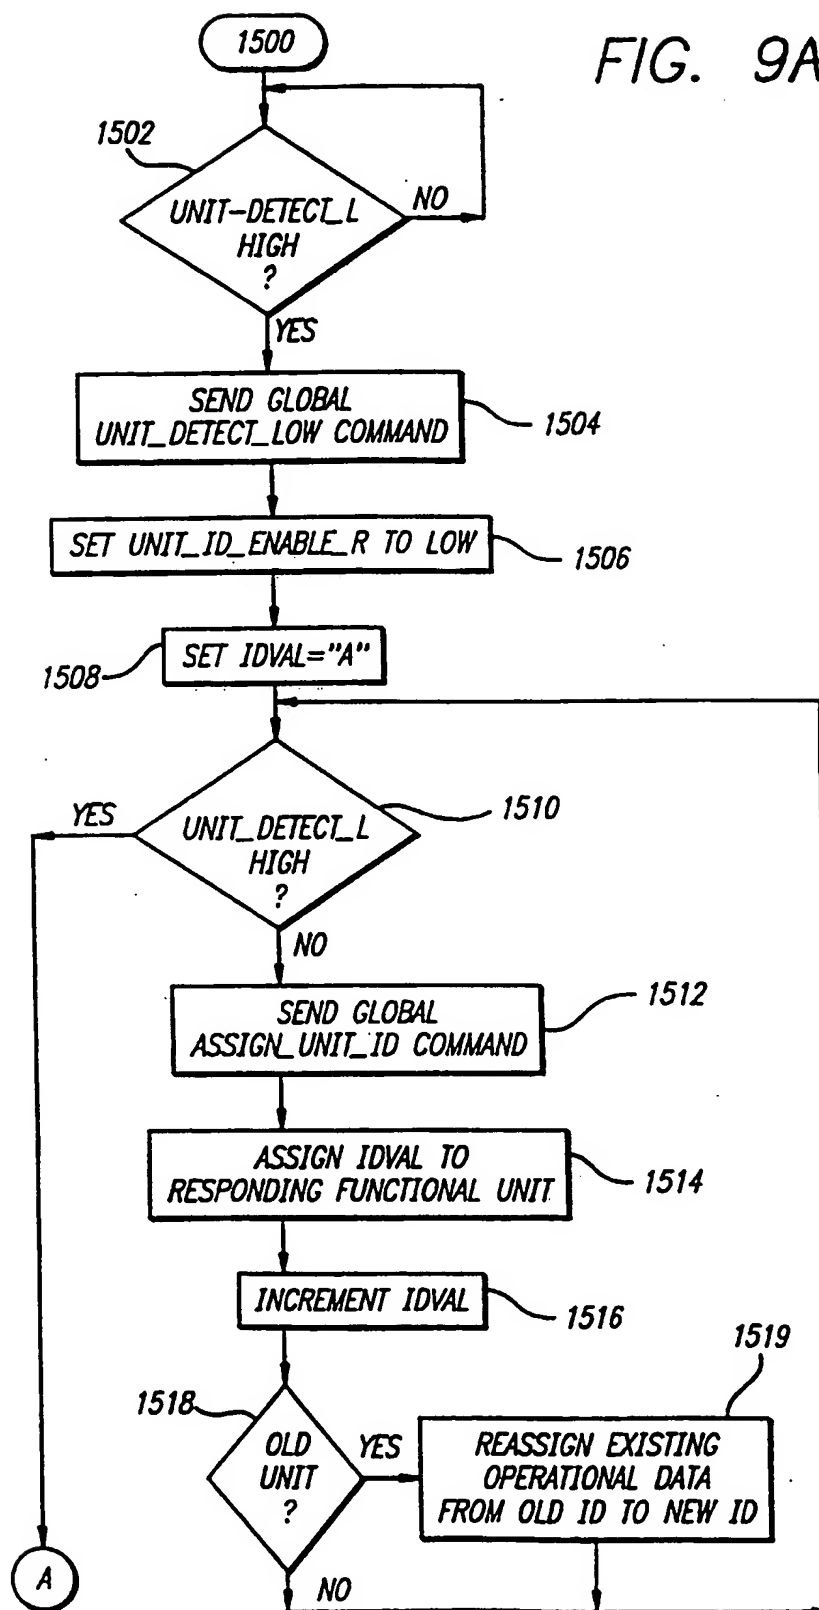 1500
FIG. 9A
1502
UNIT-DETECT_L
HIGH
?
NO
YES
SEND GLOBAL
UNIT_DETECT_LOW COMMAND
1504
SET UNIT_ID_ENABLE_R TO LOW
1506
SET IDVAL="A"
1508
YES
UNIT_DETECT_L
HIGH
?
1510
NO
SEND GLOBAL
ASSIGN_UNIT_ID COMMAND
1512
ASSIGN IDVAL TO
RESPONDING FUNCTIONAL UNIT
1514
INCREMENT IDVAL
1516
1518
OLD
UNIT
?
YES
1519
REASSIGN EXISTING
OPERATIONAL DATA
FROM OLD ID TO NEW ID
A
NO